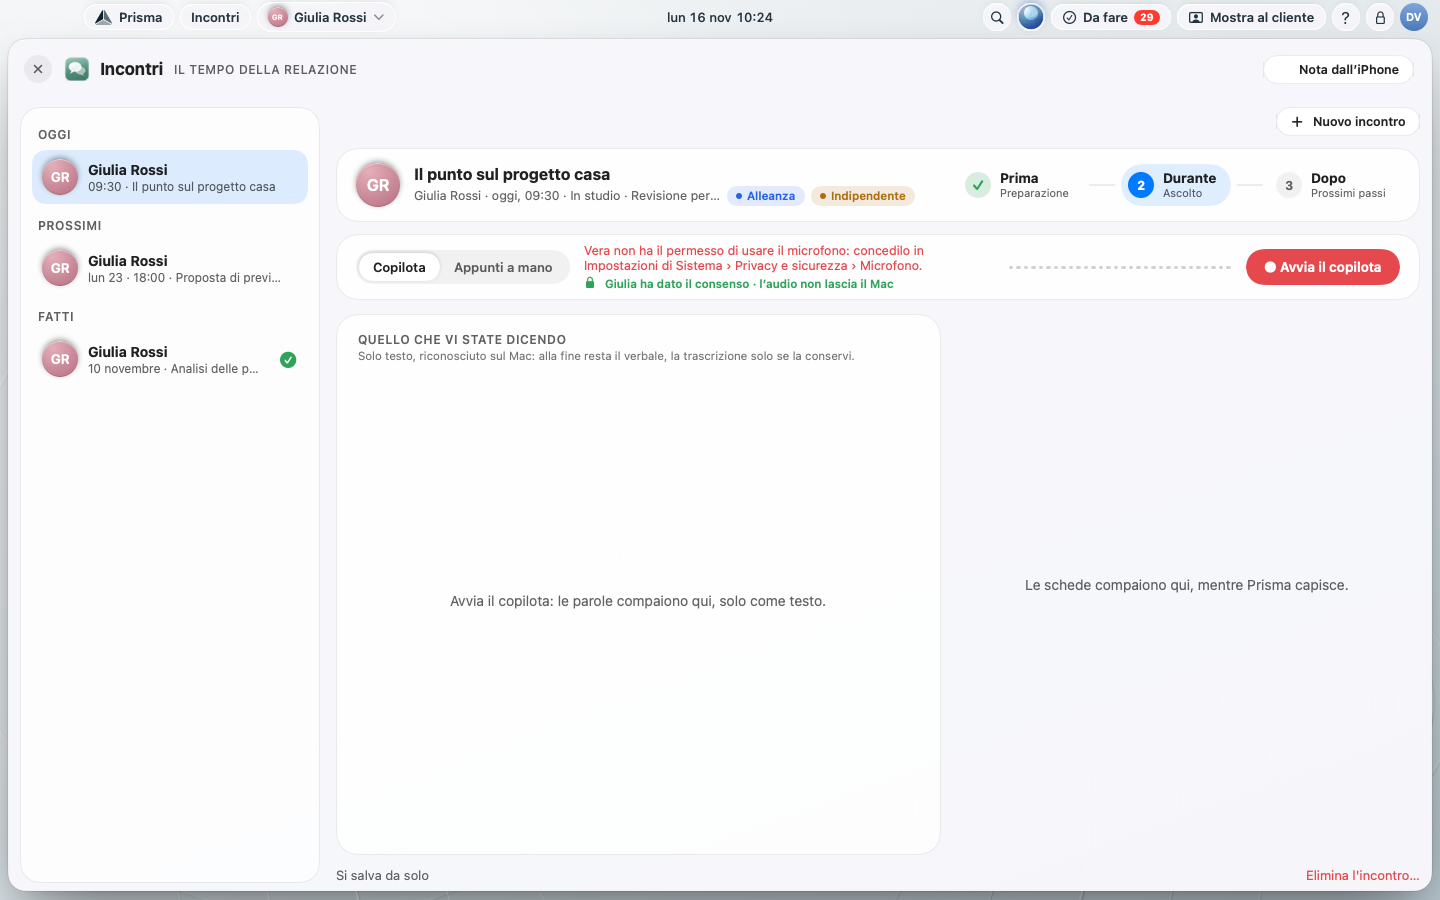 Prisma
Incontri
GR Giulia Rossi
lun 16 nov 10:24
Da fare 29
Mostra al cliente
?
DV
Incontri IL TEMPO DELLA RELAZIONE
Nota dall'iPhone
Nuovo incontro
OGGI
GR
Giulia Rossi
09:30 · Il punto sul progetto casa
PROSSIMI
GR
Giulia Rossi
lun 23 · 18:00 · Proposta di previ...
FATTI
GR
Giulia Rossi
10 novembre · Analisi delle p...
GR
Il punto sul progetto casa
Giulia Rossi · oggi, 09:30 · In studio · Revisione per... Alleanza Indipendente
Prima
Preparazione
2
Durante
Ascolto
3
Dopo
Prossimi passi
Copilota
Appunti a mano
Vera non ha il permesso di usare il microfono: concedilo in
Impostazioni di Sistema › Privacy e sicurezza › Microfono.
Giulia ha dato il consenso · l'audio non lascia il Mac
Avvia il copilota
QUELLO CHE VI STATE DICENDO
Solo testo, riconosciuto sul Mac: alla fine resta il verbale, la trascrizione solo se la conservi.
Avvia il copilota: le parole compaiono qui, solo come testo.
Le schede compaiono qui, mentre Prisma capisce.
Si salva da solo
Elimina l'incontro...